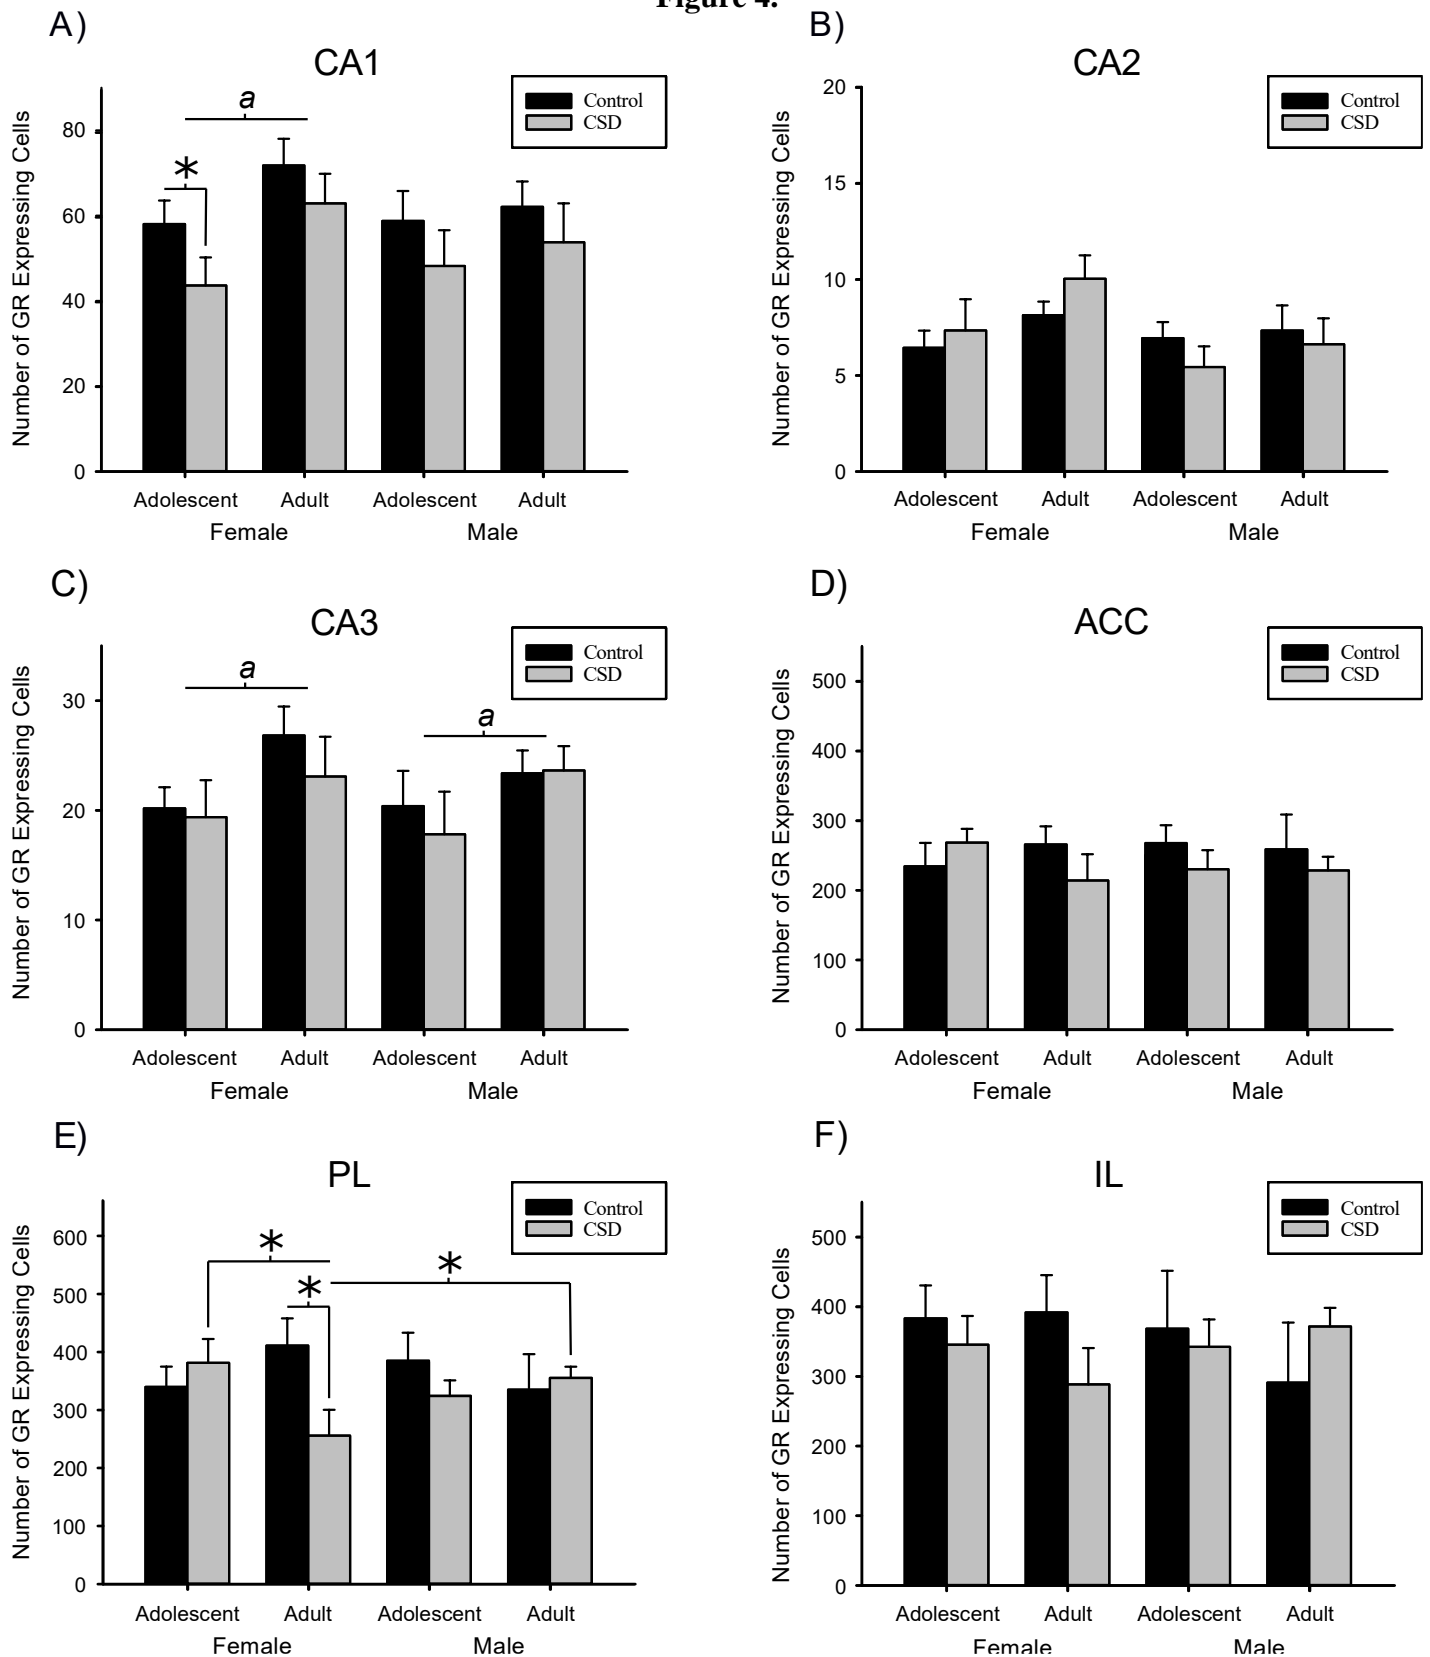 Figure 4.
A)
CA1
Control
CSD
a
*
Number of GR Expressing Cells
80
60
40
20
0
Adolescent Adult Adolescent Adult
Female Male
B)
CA2
Control
CSD
Number of GR Expressing Cells
20
15
10
5
0
Adolescent Adult Adolescent Adult
Female Male
C)
CA3
Control
CSD
a
a
Number of GR Expressing Cells
30
20
10
0
Adolescent Adult Adolescent Adult
Female Male
D)
ACC
Control
CSD
Number of GR Expressing Cells
500
400
300
200
100
0
Adolescent Adult Adolescent Adult
Female Male
E)
PL
Control
CSD
*
*
*
Number of GR Expressing Cells
600
500
400
300
200
100
0
Adolescent Adult Adolescent Adult
Female Male
F)
IL
Control
CSD
Number of GR Expressing Cells
500
400
300
200
100
0
Adolescent Adult Adolescent Adult
Female Male